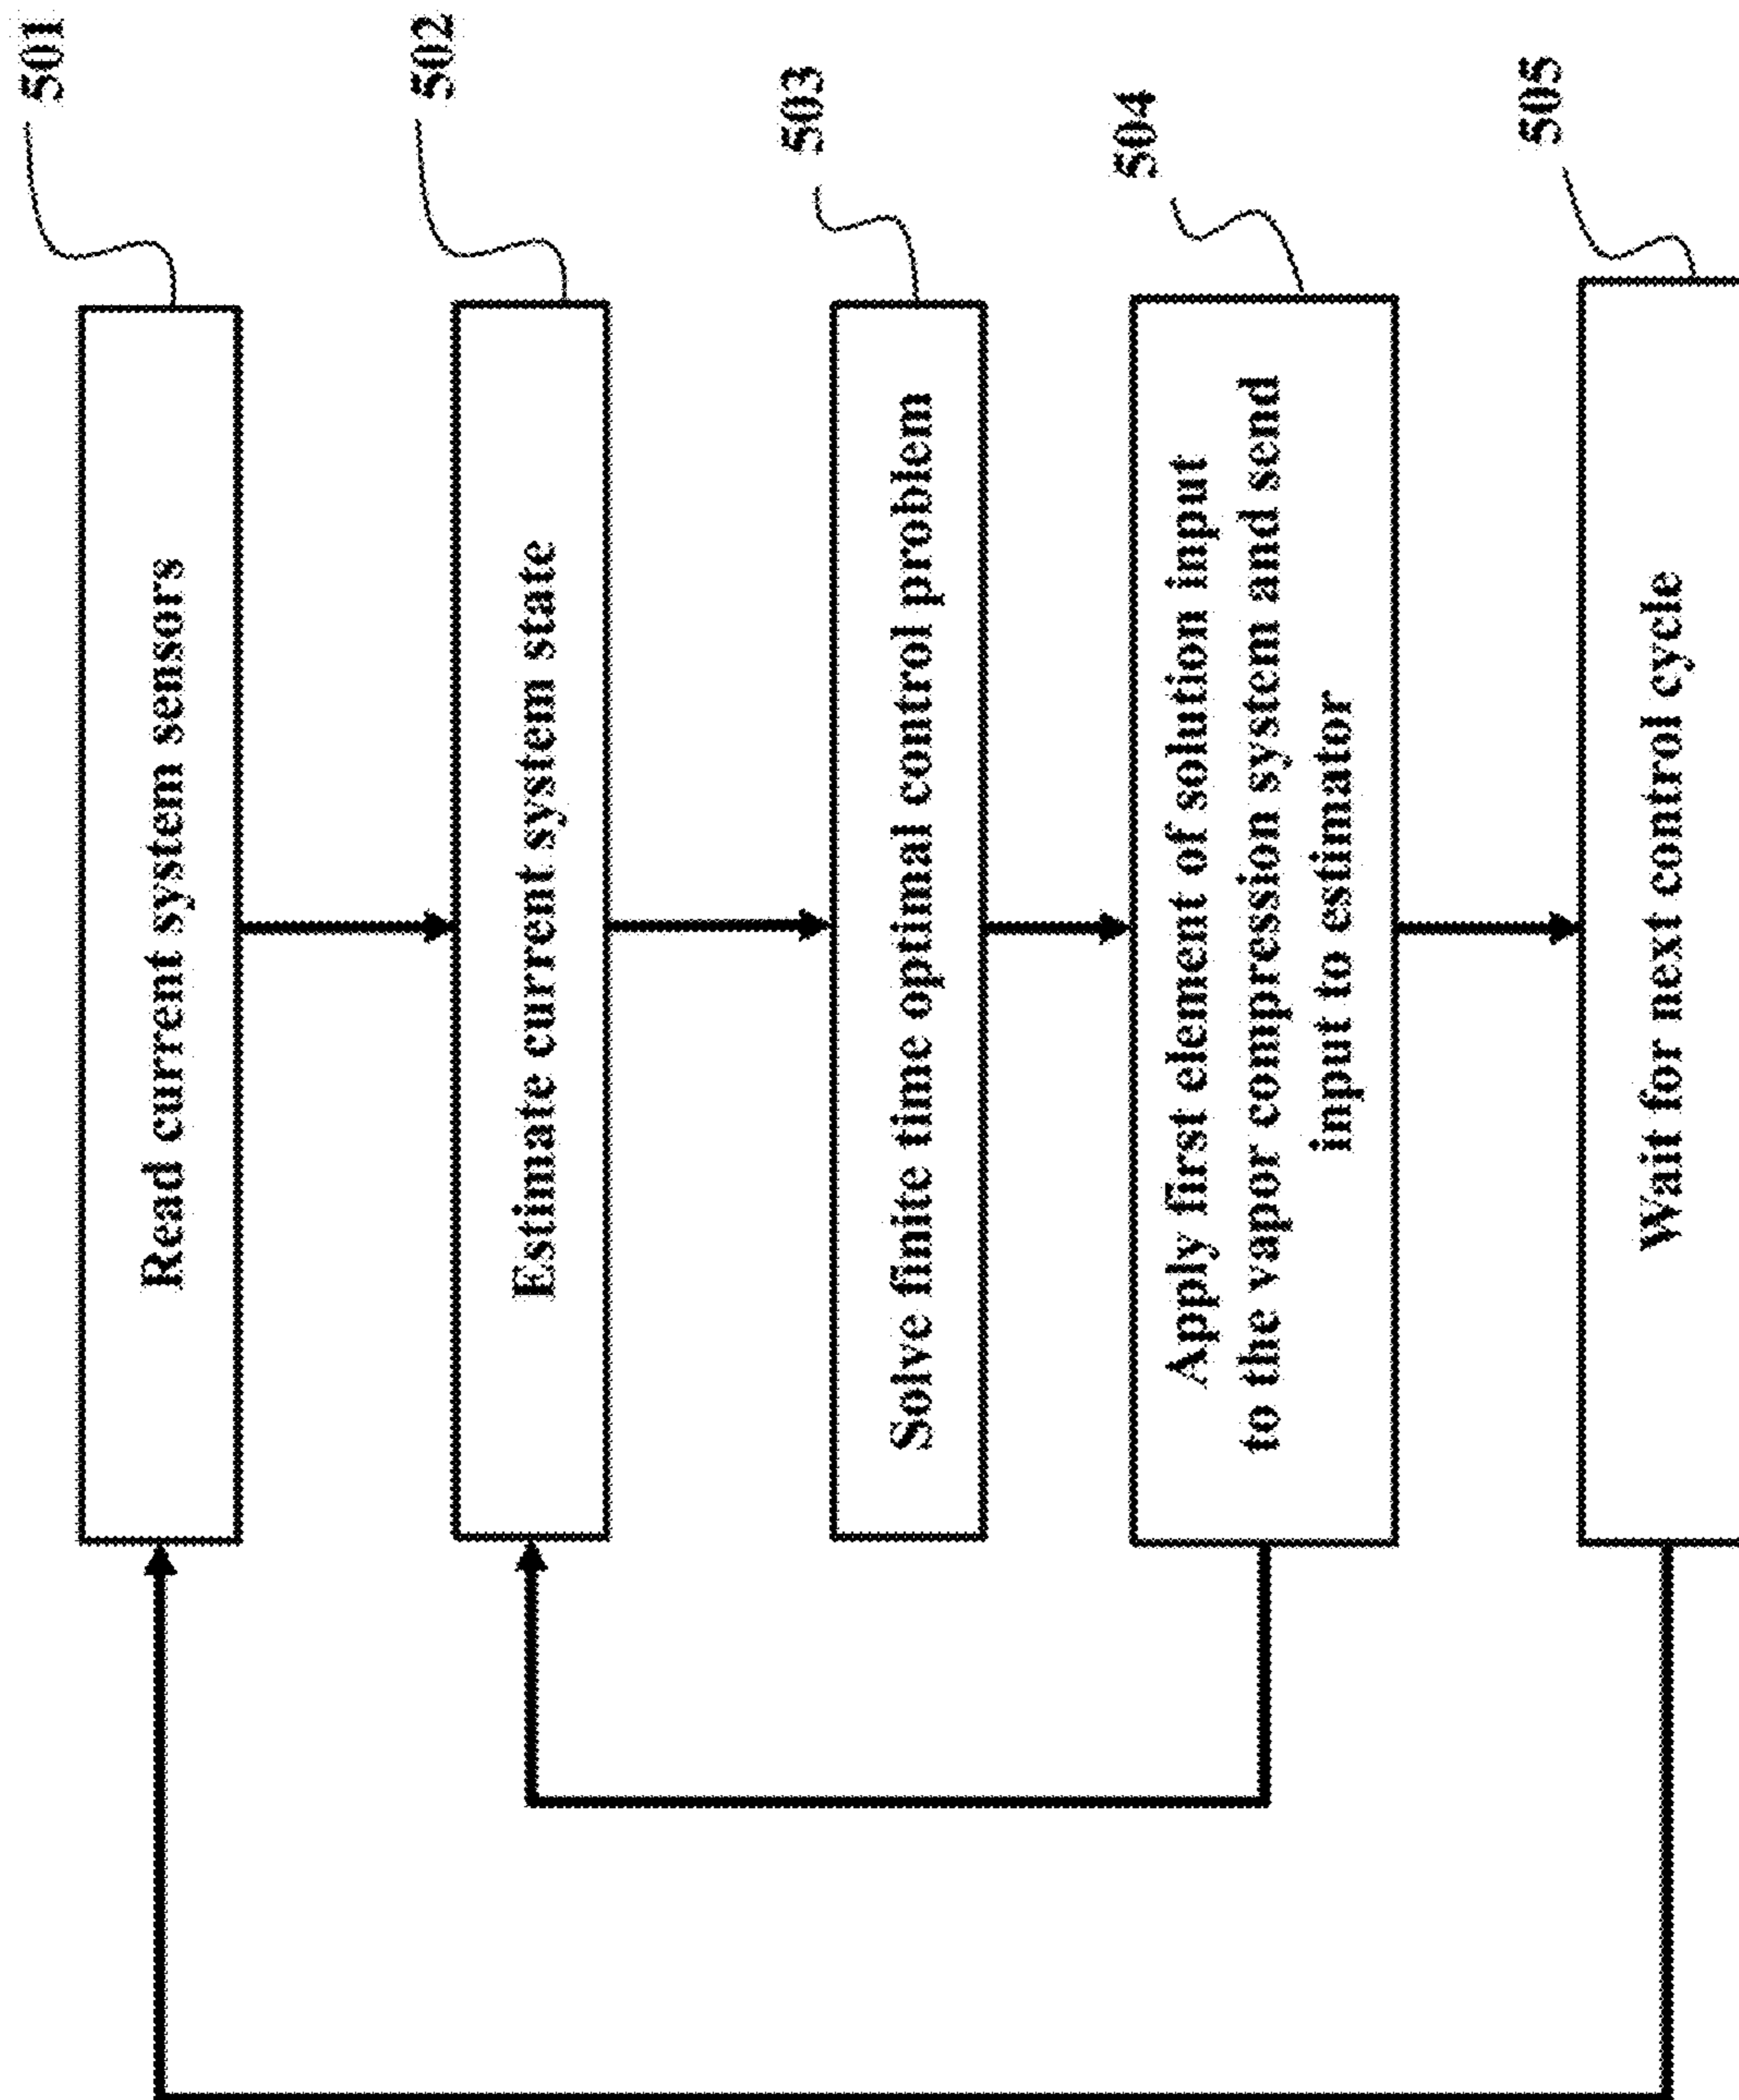 Read current system sensors
501
Estimate current system state
502
Solve finite time optimal control problem
503
Apply first element of solution input
to the vapor compression system and send
input to estimator
504
Wait for next control cycle
505